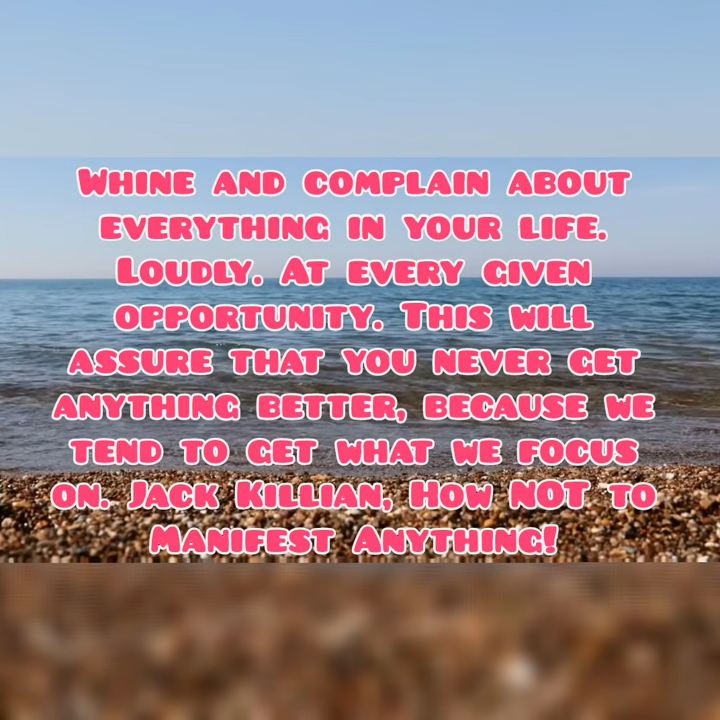 Whine and complain about
everything in your life.
Loudly. At every given
opportunity. This will
assure that you never get
anything better, because we
tend to get what we focus
on. Jack Killian, How NOT to
Manifest Anything!